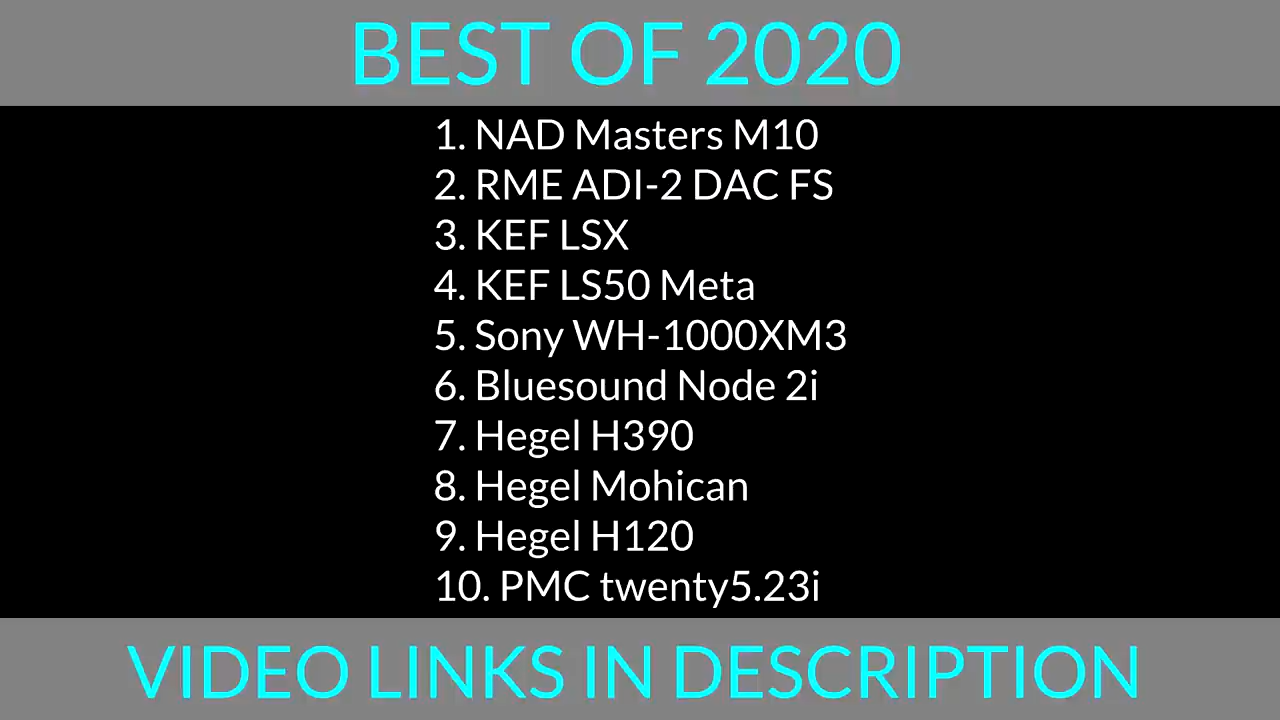 BEST OF 2020
1. NAD Masters M10
2. RME ADI-2 DAC FS
3. KEF LSX
4. KEF LS50 Meta
5. Sony WH-1000XM3
6. Bluesound Node 2i
7. Hegel H390
8. Hegel Mohican
9. Hegel H120
10. PMC twenty5.23i
VIDEO LINKS IN DESCRIPTION